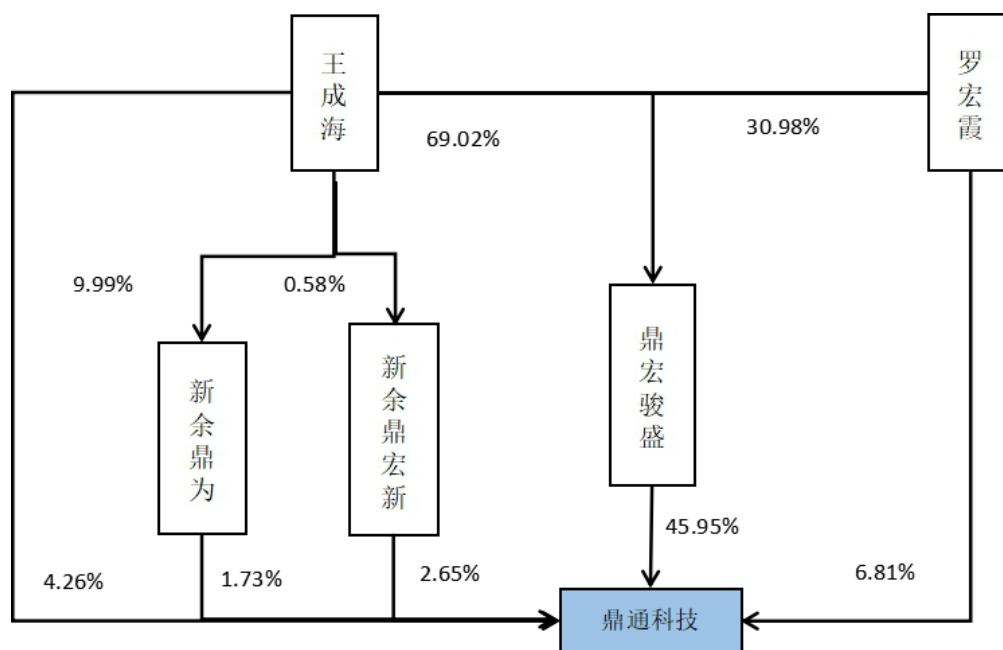 王成海
罗宏霞
69.02%
30.98%
9.99%
0.58%
新余鼎为
新余鼎宏新
鼎宏骏盛
45.95%
4.26%
1.73%
2.65%
6.81%
鼎通科技